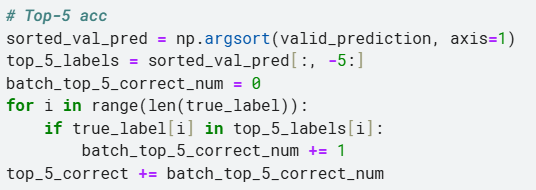 # Top-5 acc
sorted_val_pred = np.argsort(valid_prediction, axis=1)
top_5_labels = sorted_val_pred[:, -5:]
batch_top_5_correct_num = 0
for i in range(len(true_label)):
    if true_label[i] in top_5_labels[i]:
        batch_top_5_correct_num += 1
top_5_correct += batch_top_5_correct_num